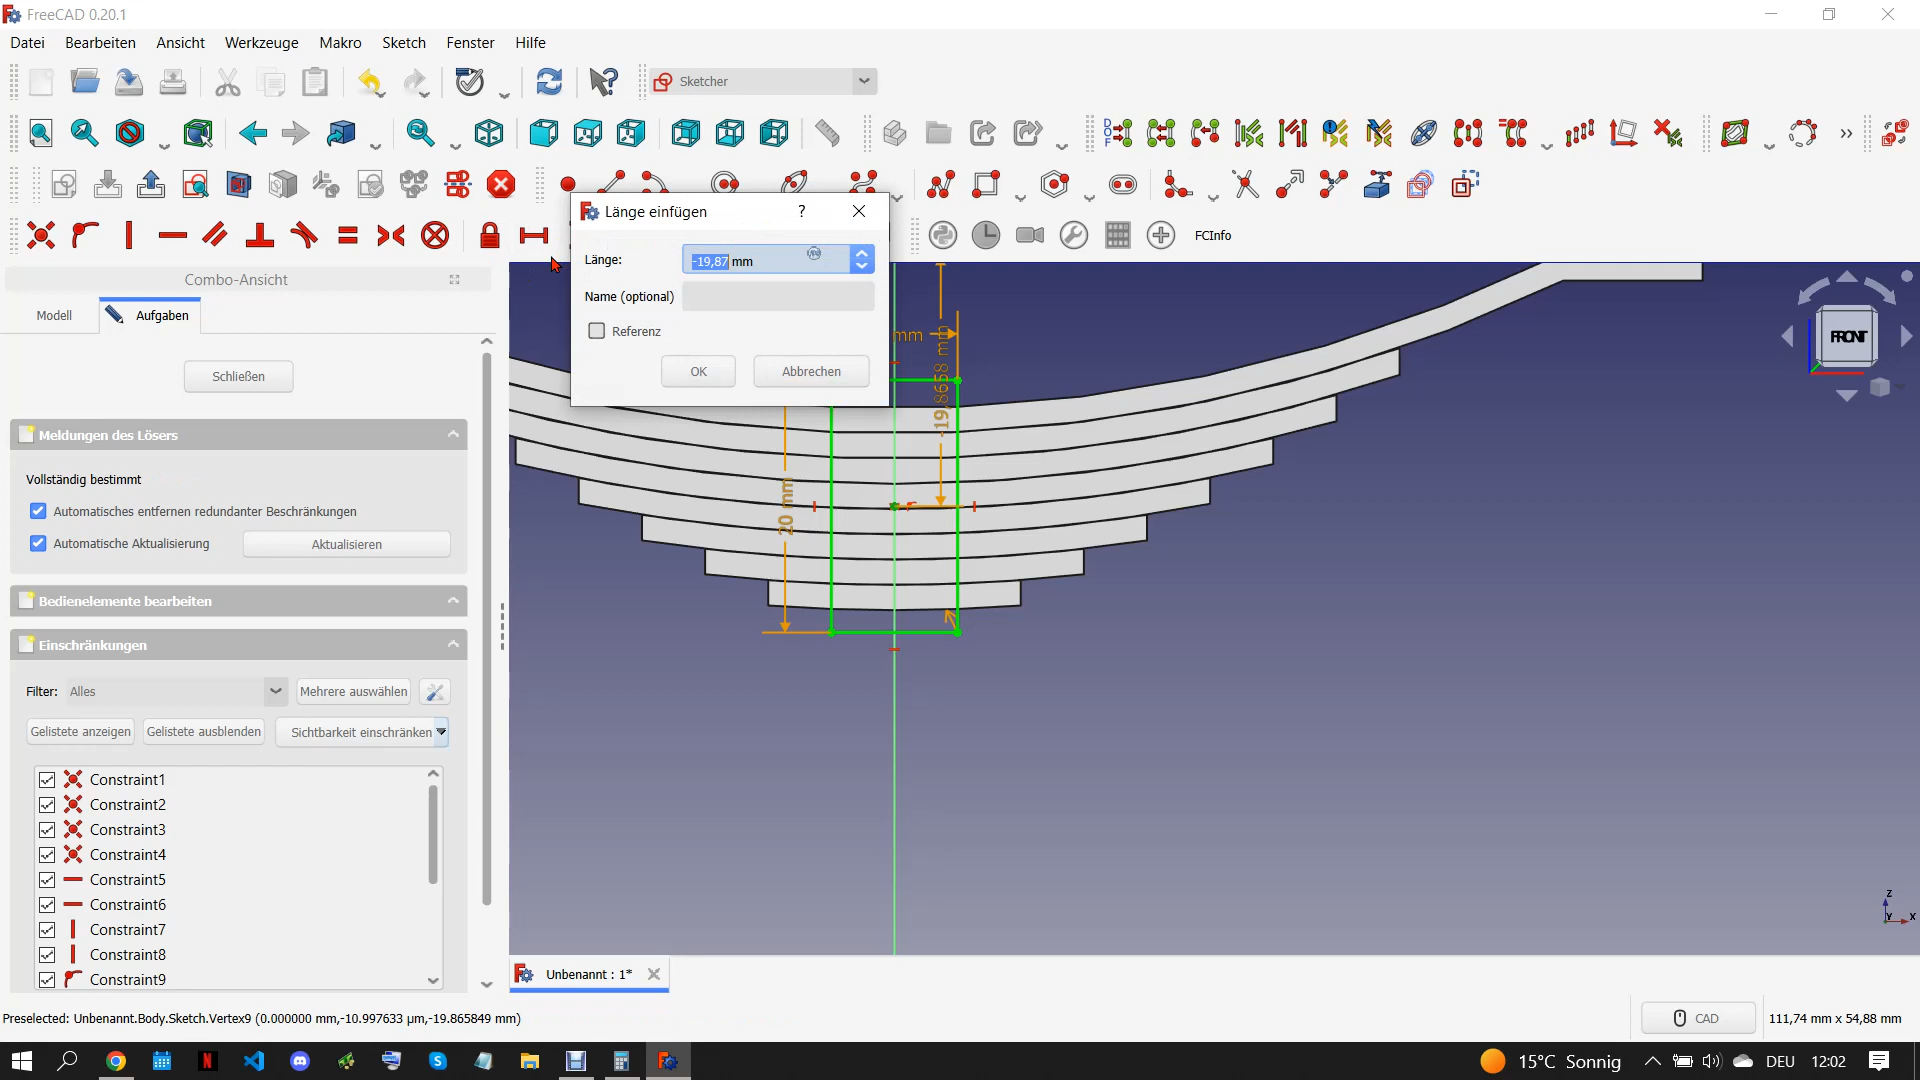 FreeCAD 0.20.1
Datei Bearbeiten Ansicht Werkzeuge Makro Sketch Fenster Hilfe
Sketcher
FCInfo
Länge einfügen
?
Länge: -19,87 mm
Name (optional)
Referenz
OK Abbrechen
Combo-Ansicht
Modell Aufgaben
Schließen
Meldungen des Lösers
Vollständig bestimmt
Automatisches entfernen redundanter Beschränkungen
Automatische Aktualisierung Aktualisieren
Bedienelemente bearbeiten
Einschränkungen
Filter: Alles Mehrere auswählen
Gelistete anzeigen Gelistete ausblenden Sichtbarkeit einschränken
Constraint1
Constraint2
Constraint3
Constraint4
Constraint5
Constraint6
Constraint7
Constraint8
Constraint9
mm
-19,8658 mm
20 mm
FRONT
Z
Y X
Unbenannt : 1*
Preselected: Unbenannt.Body.Sketch.Vertex9 (0.000000 mm,-10.997633 µm,-19.865849 mm)
CAD
111,74 mm x 54,88 mm
15°C Sonnig
DEU 12:02